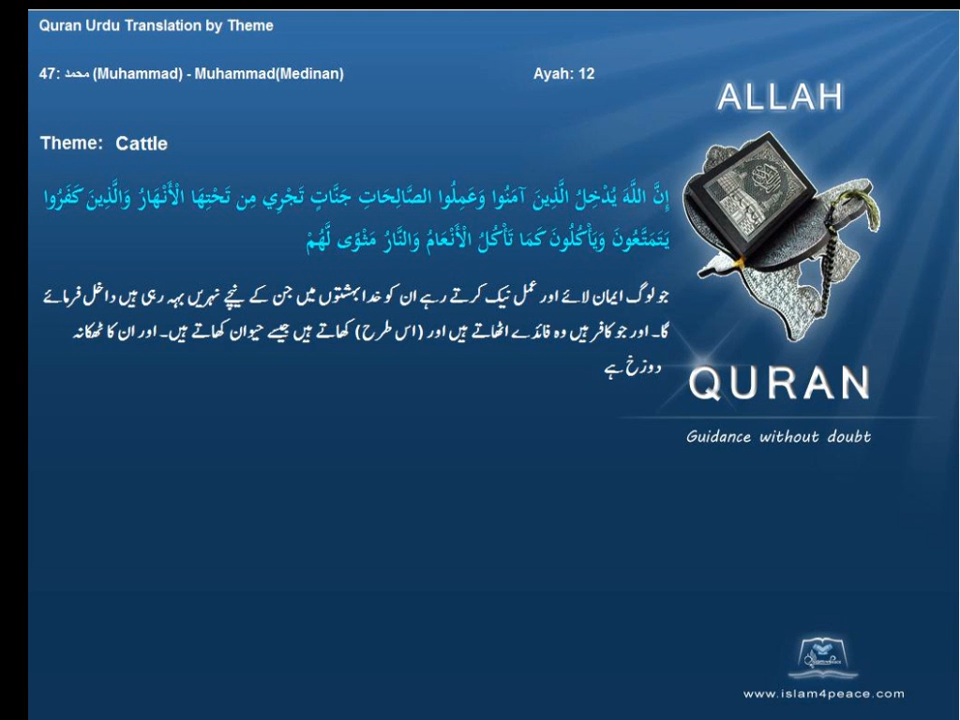 Quran Urdu Translation by Theme
47: محمد (Muhammad) - Muhammad(Medinan)
Ayah: 12
ALLAH
Theme: Cattle
إِنَّ اللَّهَ يُدْخِلُ الَّذِينَ آمَنُوا وَعَمِلُوا الصَّالِحَاتِ جَنَّاتٍ تَجْرِي مِن تَحْتِهَا الْأَنْهَارُ وَالَّذِينَ كَفَرُوا
يَتَمَتَّعُونَ وَيَأْكُلُونَ كَمَا تَأْكُلُ الْأَنْعَامُ وَالنَّارُ مَثْوًى لَّهُمْ
جو لوگ ایمان لائے اور عمل نیک کرتے رہے ان کو خدا بہشتوں میں جن کے نیچے نہریں بہہ رہی ہیں داخل فرمائے
گا۔ اور جو کافر ہیں وہ فائدے اٹھاتے ہیں اور (اس طرح) کھاتے ہیں جیسے حیوان کھاتے ہیں۔ اور ان کا ٹھکانہ
دوزخ ہے
QURAN
Guidance without doubt
www.islam4peace.com